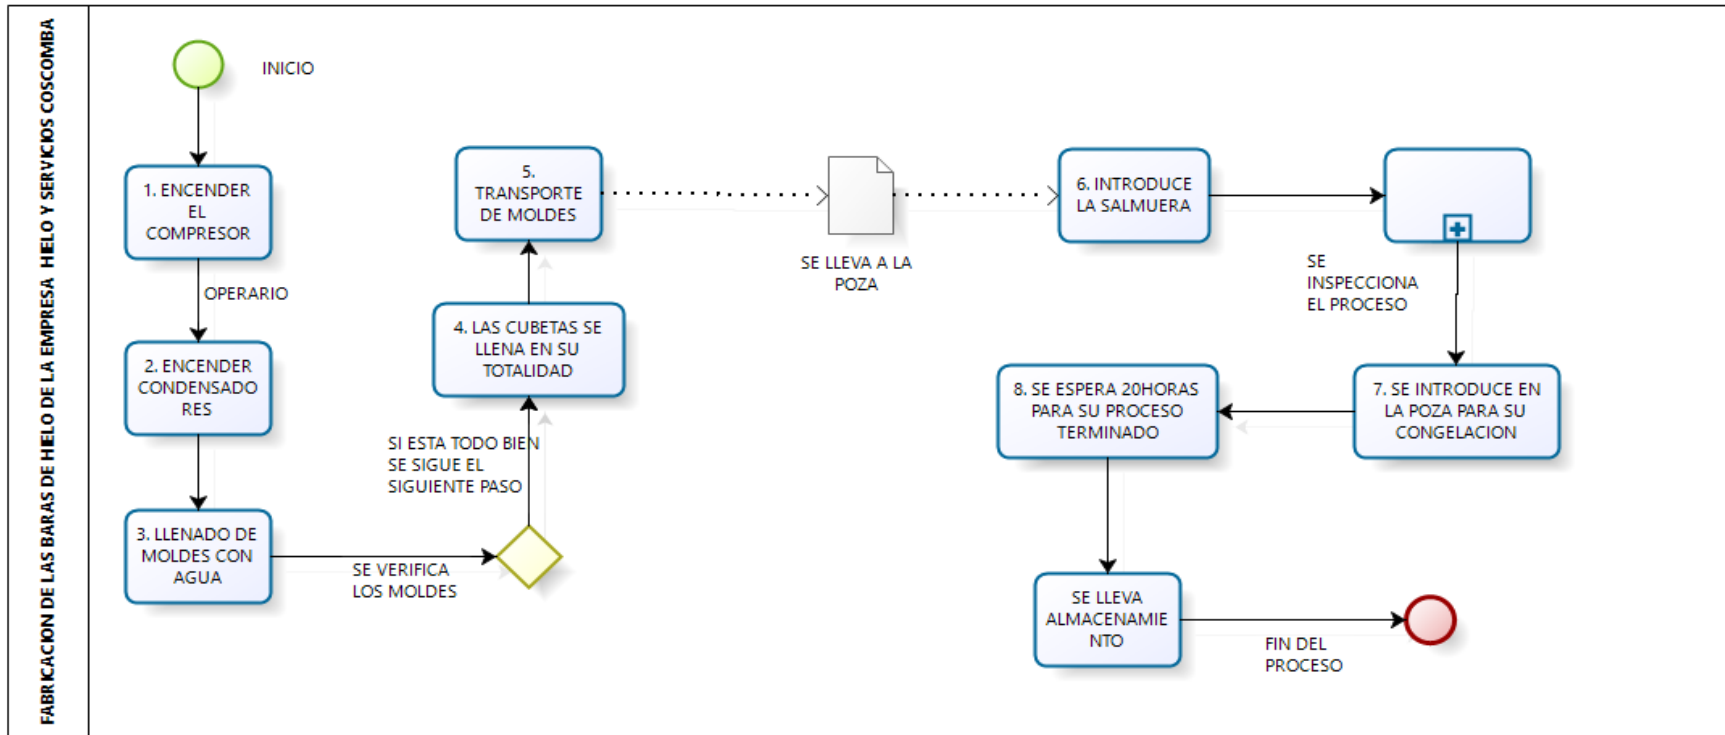 FABRICACION DE LAS BARAS DE HIELO DE LA EMPRESA HIELO Y SERVICIOS COSCOMBA
INICIO
1. ENCENDER
EL
COMPRESOR
OPERARIO
2. ENCENDER
CONDENSADO
RES
3. LLENADO DE
MOLDES CON
AGUA
SE VERIFICA
LOS MOLDES
SI ESTA TODO BIEN
SE SIGUE EL
SIGUIENTE PASO
4. LAS CUBETAS SE
LLENA EN SU
TOTALIDAD
5.
TRANSPORTE
DE MOLDES
SE LLEVA A LA
POZA
6. INTRODUCE
LA SALMUERA
SE
INSPECCIONA
EL PROCESO
7. SE INTRODUCE EN
LA POZA PARA SU
CONGELACION
8. SE ESPERA 20HORAS
PARA SU PROCESO
TERMINADO
SE LLEVA
ALMACENAMIE
NTO
FIN DEL
PROCESO